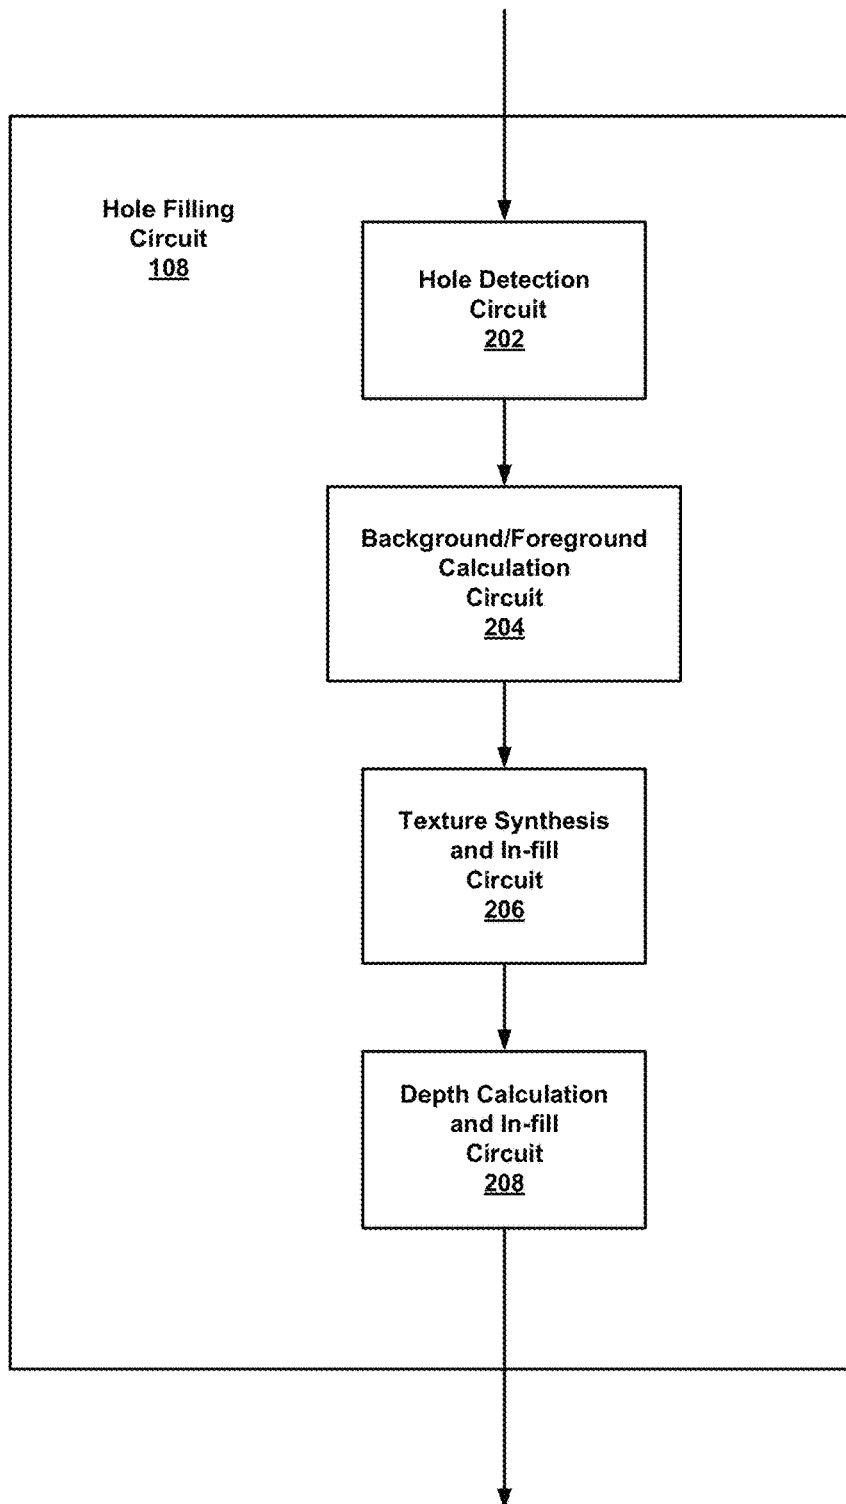 Hole Filling
Circuit
108
Hole Detection
Circuit
202
Background/Foreground
Calculation
Circuit
204
Texture Synthesis
and In-fill
Circuit
206
Depth Calculation
and In-fill
Circuit
208